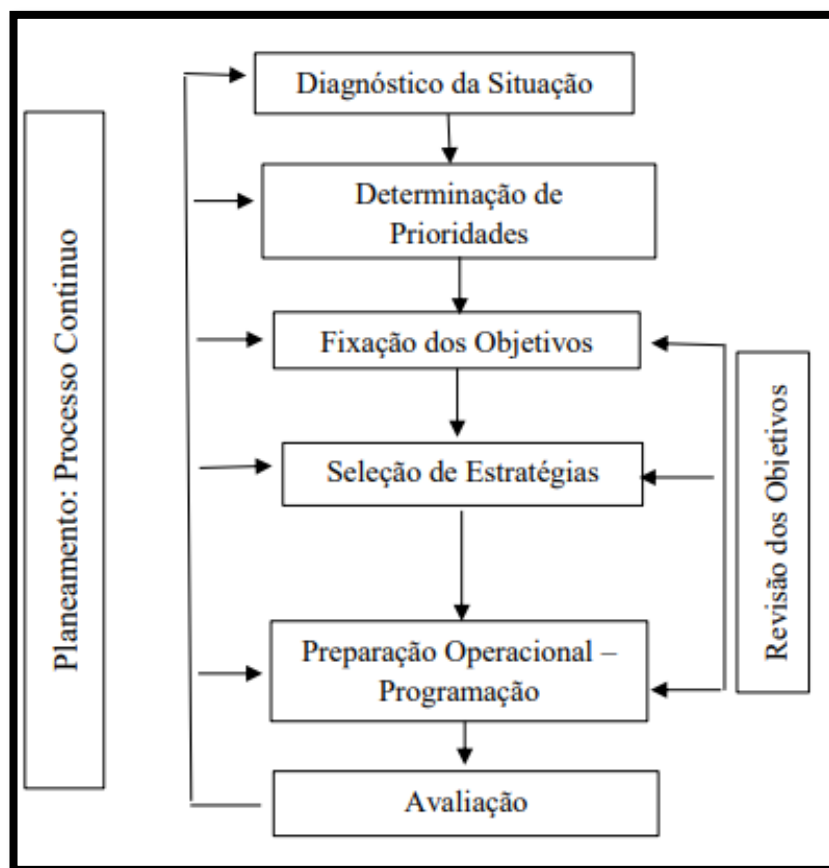 Planeamento: Processo Continuo
Diagnóstico da Situação
Determinação de
Prioridades
Fixação dos Objetivos
Seleção de Estratégias
Preparação Operacional –
Programação
Avaliação
Revisão dos Objetivos